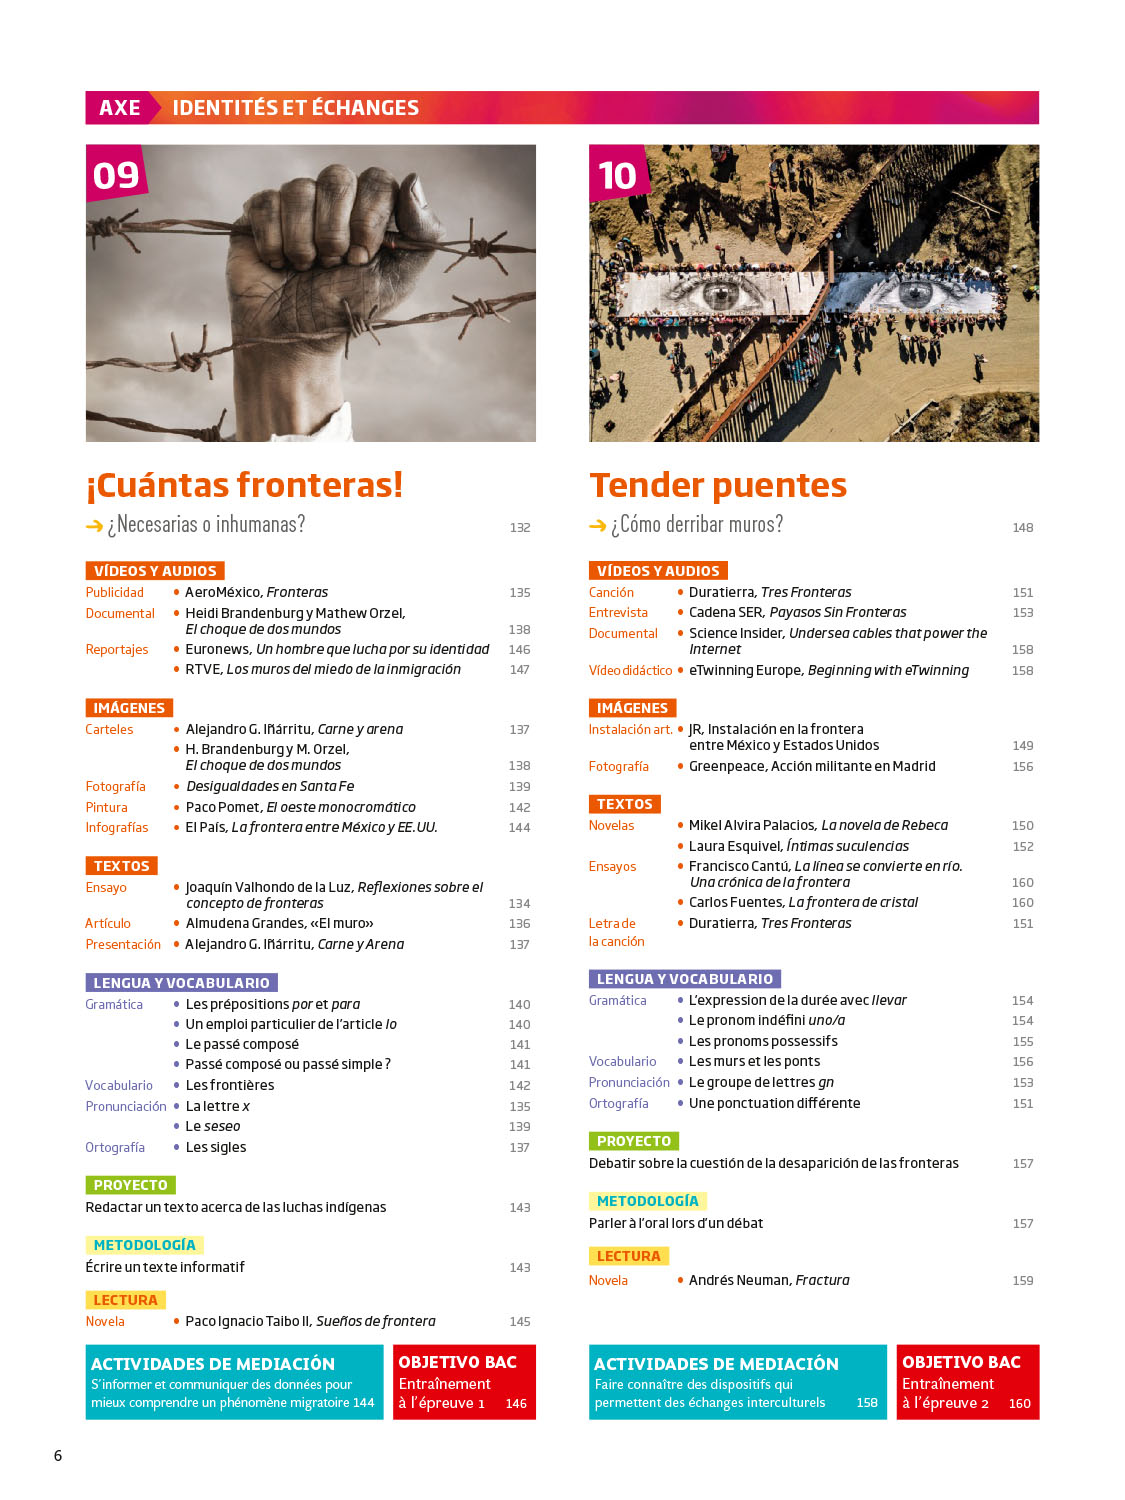 AXE IDENTITÉS ET ÉCHANGES
09
¡Cuántas fronteras!
➔ ¿Necesarias o inhumanas? 132
VÍDEOS Y AUDIOS
Publicidad • AeroMéxico, Fronteras 135
Documental • Heidi Brandenburg y Mathew Orzel,
El choque de dos mundos 138
Reportajes • Euronews, Un hombre que lucha por su identidad 146
• RTVE, Los muros del miedo de la inmigración 147
IMÁGENES
Carteles • Alejandro G. Iñárritu, Carne y arena 137
• H. Brandenburg y M. Orzel,
El choque de dos mundos 138
Fotografía • Desigualdades en Santa Fe 139
Pintura • Paco Pomet, El oeste monocromático 142
Infografías • El País, La frontera entre México y EE.UU. 144
TEXTOS
Ensayo • Joaquín Valhondo de la Luz, Reflexiones sobre el
concepto de fronteras 134
Artículo • Almudena Grandes, «El muro» 136
Presentación • Alejandro G. Iñárritu, Carne y Arena 137
LENGUA Y VOCABULARIO
Gramática • Les prépositions por et para 140
• Un emploi particulier de l'article lo 140
• Le passé composé 141
• Passé composé ou passé simple ? 141
Vocabulario • Les frontières 142
Pronunciación • La lettre x 135
• Le seseo 139
Ortografía • Les sigles 137
PROYECTO
Redactar un texto acerca de las luchas indígenas 143
METODOLOGÍA
Écrire un texte informatif 143
LECTURA
Novela • Paco Ignacio Taibo II, Sueños de frontera 145
ACTIVIDADES DE MEDIACIÓN
S'informer et communiquer des données pour
mieux comprendre un phénomène migratoire 144
OBJETIVO BAC
Entraînement
à l'épreuve 1 146
10
Tender puentes
➔ ¿Cómo derribar muros? 148
VÍDEOS Y AUDIOS
Canción • Duratierra, Tres Fronteras 151
Entrevista • Cadena SER, Payasos Sin Fronteras 153
Documental • Science Insider, Undersea cables that power the
Internet 158
Vídeo didáctico • eTwinning Europe, Beginning with eTwinning 158
IMÁGENES
Instalación art. • JR, Instalación en la frontera
entre México y Estados Unidos 149
Fotografía • Greenpeace, Acción militante en Madrid 156
TEXTOS
Novelas • Mikel Alvira Palacios, La novela de Rebeca 150
• Laura Esquivel, Íntimas suculencias 152
Ensayos • Francisco Cantú, La línea se convierte en río.
Una crónica de la frontera 160
• Carlos Fuentes, La frontera de cristal 160
Letra de • Duratierra, Tres Fronteras 151
la canción
LENGUA Y VOCABULARIO
Gramática • L'expression de la durée avec llevar 154
• Le pronom indéfini uno/a 154
• Les pronoms possessifs 155
Vocabulario • Les murs et les ponts 156
Pronunciación • Le groupe de lettres gn 153
Ortografía • Une ponctuation différente 151
PROYECTO
Debatir sobre la cuestión de la desaparición de las fronteras 157
METODOLOGÍA
Parler à l'oral lors d'un débat 157
LECTURA
Novela • Andrés Neuman, Fractura 159
ACTIVIDADES DE MEDIACIÓN
Faire connaître des dispositifs qui
permettent des échanges interculturels 158
OBJETIVO BAC
Entraînement
à l'épreuve 2 160
6